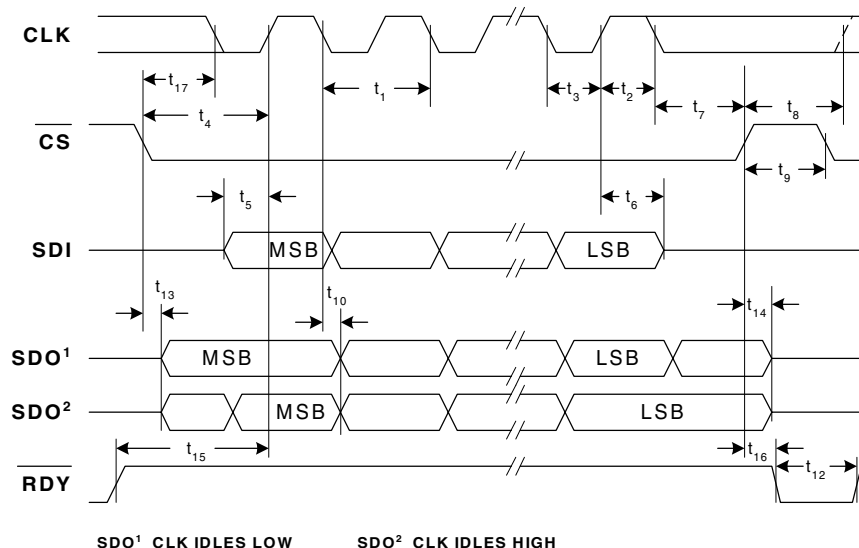 CLK
t17
t1
t3
t2
t4
t7
t8
CS
t9
t5
t6
SDI
MSB
LSB
t13
t10
t14
SDO1
MSB
LSB
SDO2
MSB
LSB
t15
t16
t12
RDY
SDO1 CLK IDLES LOW SDO2 CLK IDLES HIGH